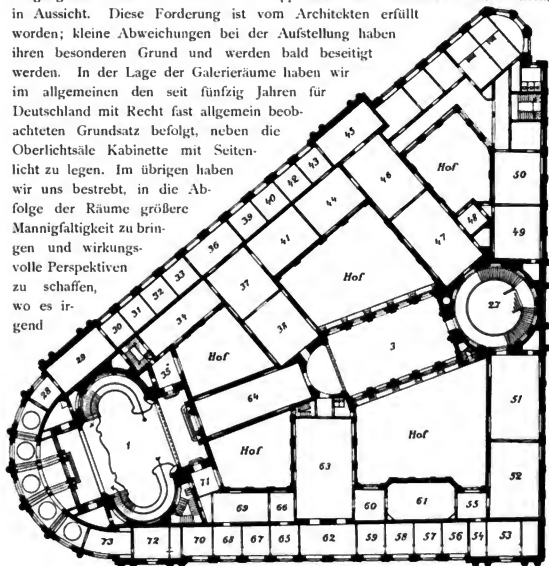 in Aussicht. Diese Forderung ist vom Architekten erfüllt
worden; kleine Abweichungen bei der Aufstellung haben
ihren besonderen Grund und werden bald beseitigt
werden. In der Lage der Galerieräume haben wir
im allgemeinen den seit fünfzig Jahren für
Deutschland mit Recht fast allgemein beob-
achteten Grundsatz befolgt, neben die
Oberlichtsäle Kabinette mit Seiten-
licht zu legen. Im übrigen haben
wir uns bestrebt, in die Ab-
folge der Räume größere
Mannigfaltigkeit zu brin-
gen und wirkungs-
volle Perspektiven
zu schaffen,
wo es ir-
gend
45
43
42
40
39
36
33
32
31
30
29
28
46
44
41
37
34
38
35
Hof
50
48
47
49
Hof
23
3
Hof
64
1
Hof
Hof
51
52
63
71
69
66
60
61
55
73
72
70
68
67
65
62
59
58
57
56
54
53